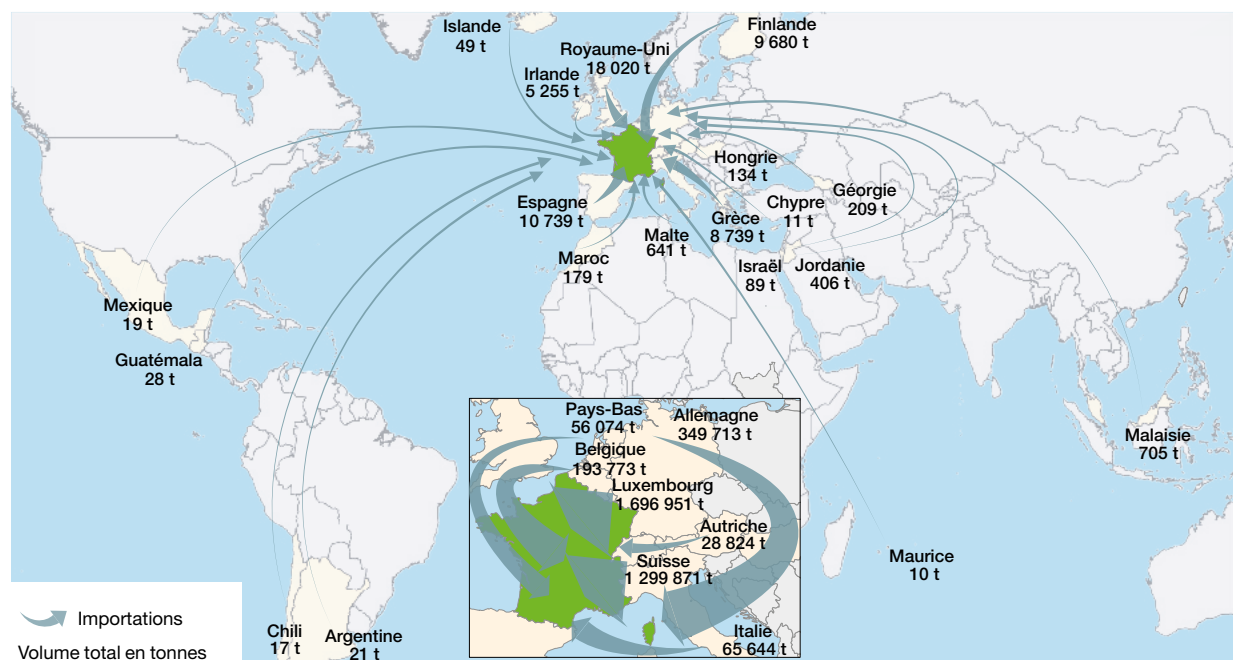 Islande
49 t
Finlande
9 680 t
Royaume-Uni
18 020 t
Irlande
5 255 t
Hongrie
134 t
Géorgie
209 t
Chypre
11 t
Espagne
10 739 t
Grèce
8 739 t
Malte
641 t
Maroc
179 t
Israël
89 t
Jordanie
406 t
Mexique
19 t
Guatémala
28 t
Pays-Bas
56 074 t
Allemagne
349 713 t
Belgique
193 773 t
Luxembourg
1 696 951 t
Autriche
28 824 t
Suisse
1 299 871 t
Italie
65 644 t
Malaisie
705 t
Maurice
10 t
Chili
17 t
Argentine
21 t
Importations
Volume total en tonnes